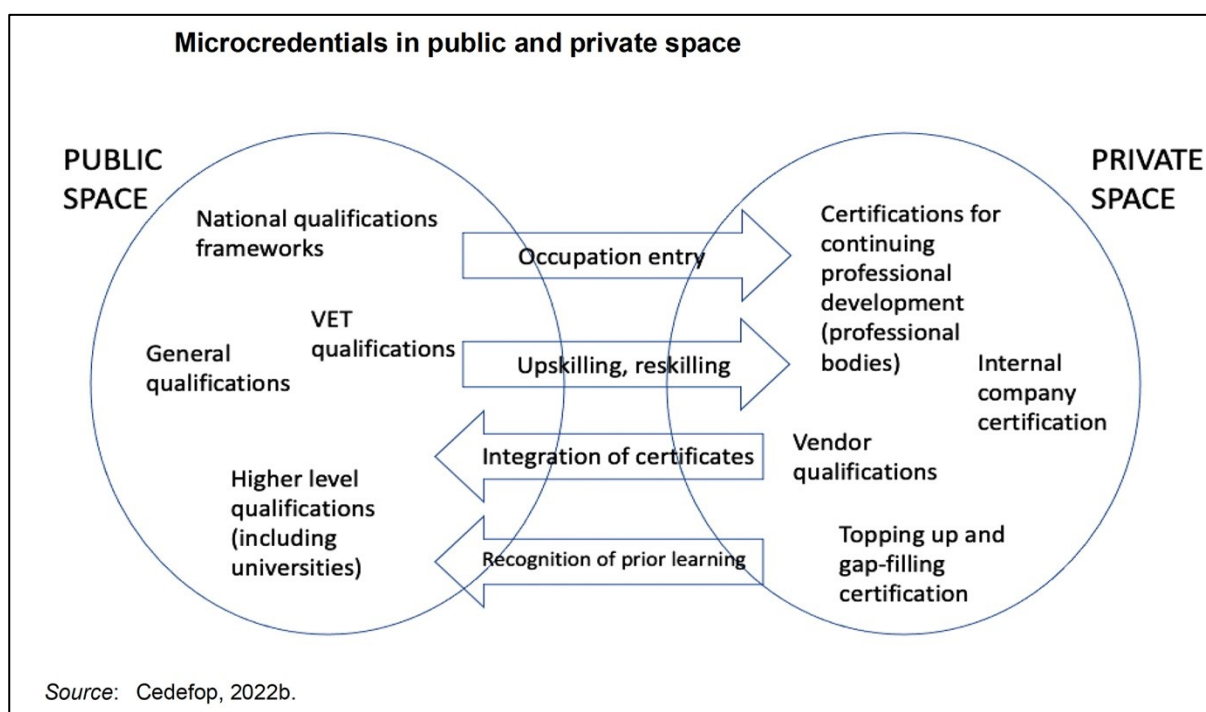 Microcredentials in public and private space
PUBLIC
SPACE
National qualifications
frameworks
VET
qualifications
General
qualifications
Higher level
qualifications
(including
universities)
Occupation entry
Upskilling, reskilling
Integration of certificates
Recognition of prior learning
PRIVATE
SPACE
Certifications for
continuing
professional
development
(professional
bodies)
Internal
company
certification
Vendor
qualifications
Topping up and
gap-filling
certification
Source: Cedefop, 2022b.